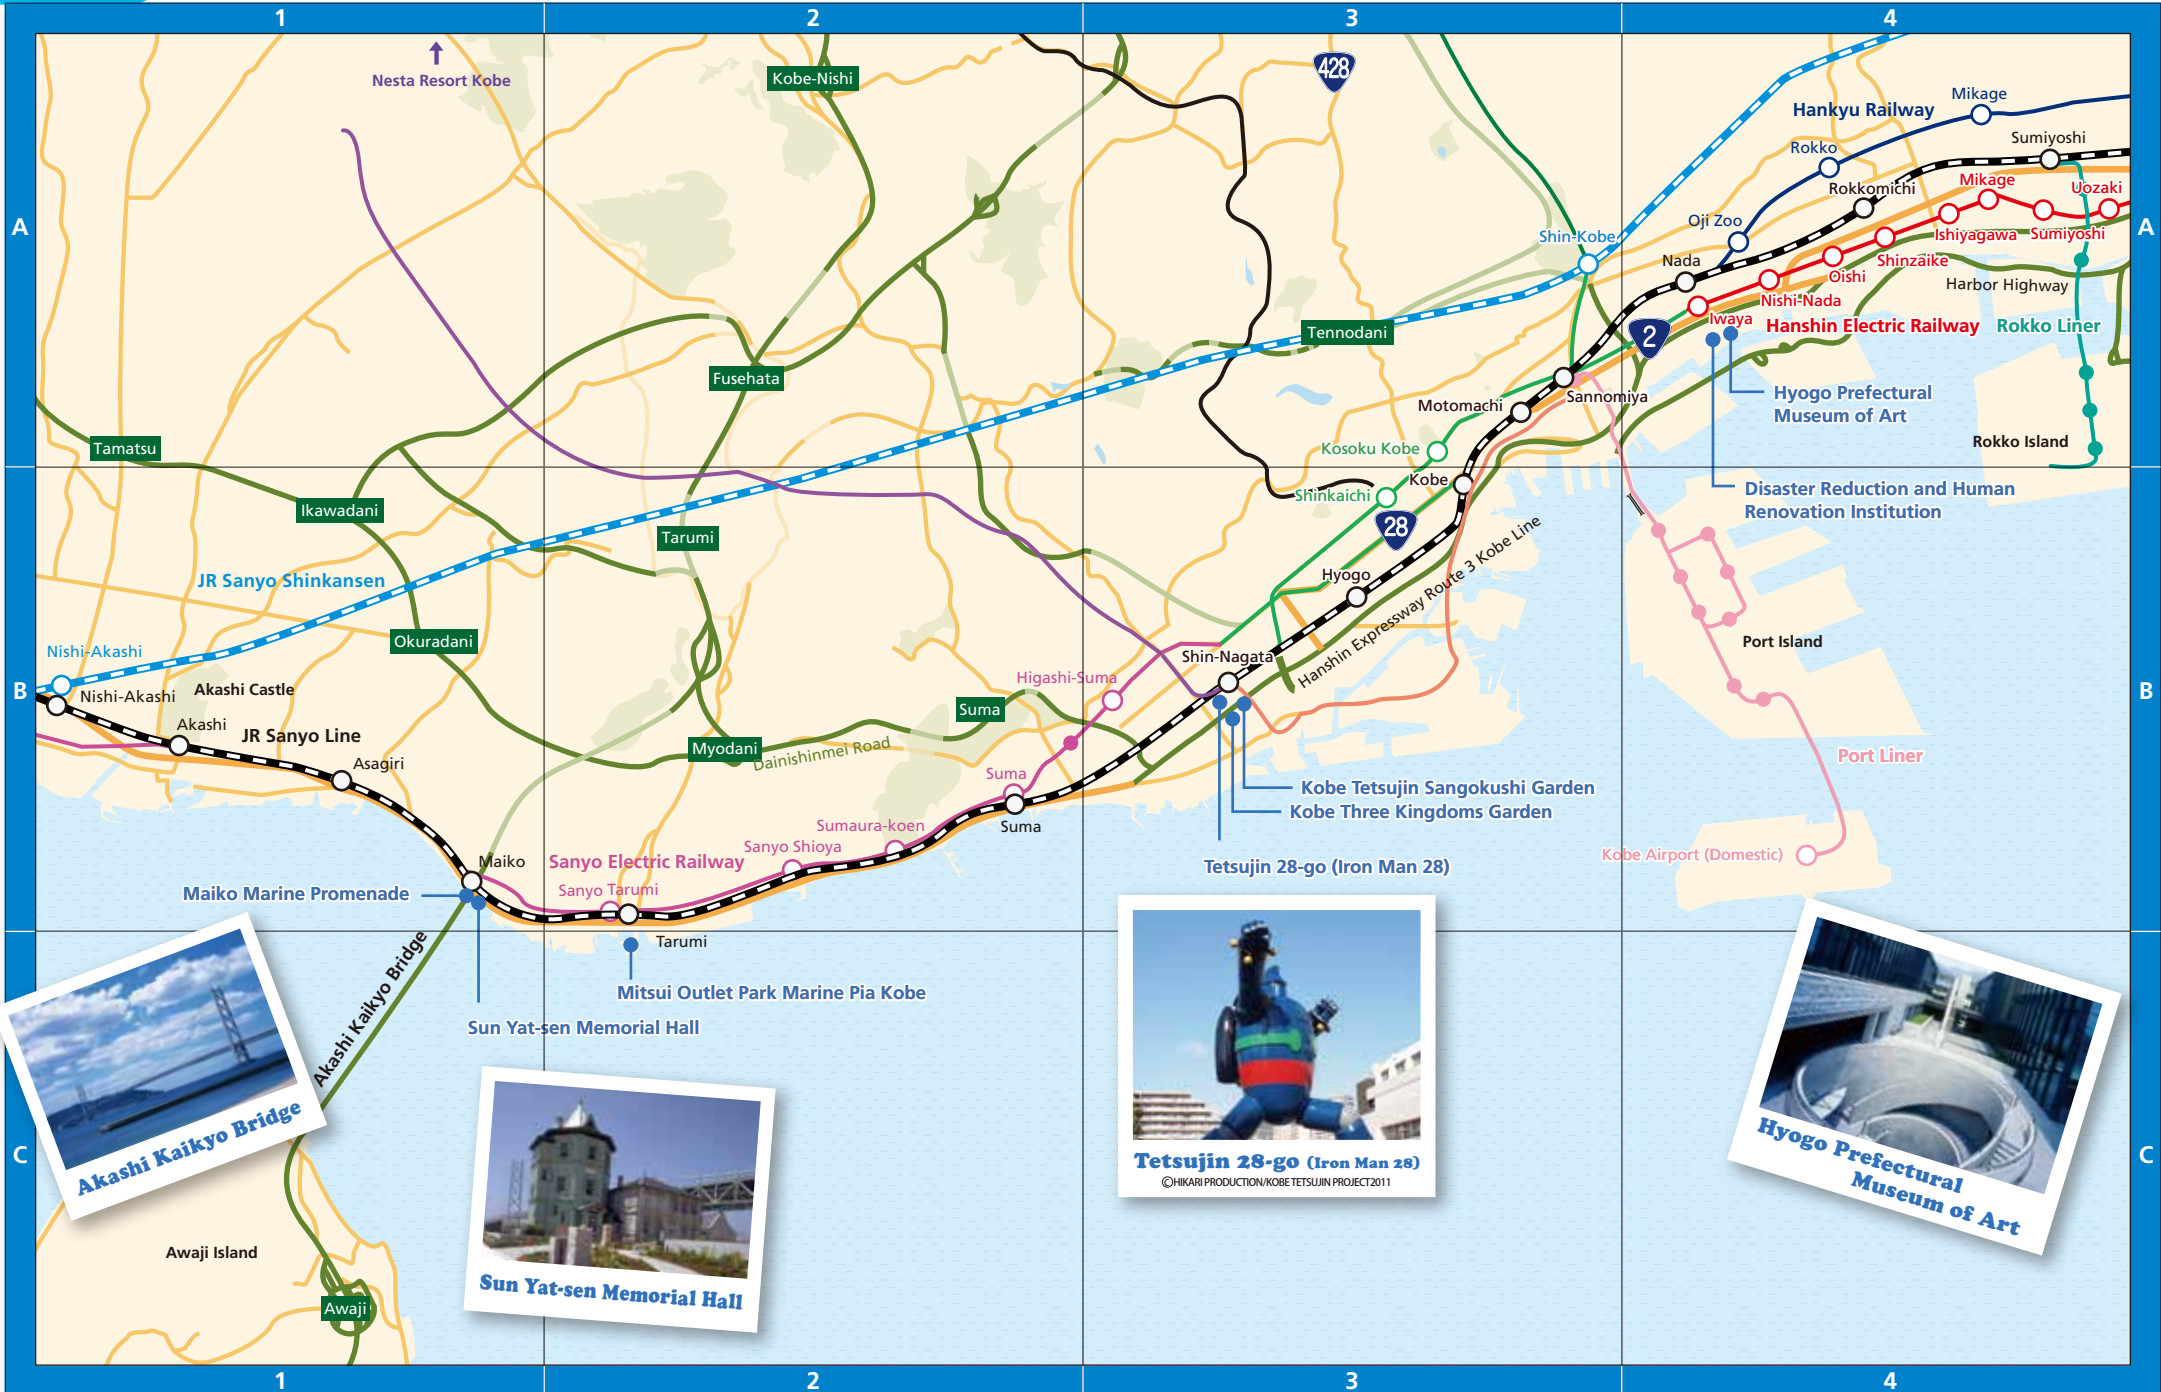 1
2
3
4
Nesta Resort Kobe
Kobe-Nishi
428
Mikage
Hankyu Railway
Sumiyoshi
Rokko
Rokkomichi
Mikage
Uozaki
A
Oji Zoo
Shin-Kobe
Ishiyagawa
Sumiyoshi
A
Nada
Shinzaike
Oishi
Harbor Highway
Nishi-Nada
Iwaya
Hanshin Electric Railway
Rokko Liner
Tennodani
2
Fusehata
Hyogo Prefectural
Museum of Art
Sannomiya
Motomachi
Tamatsu
Kosoku Kobe
Rokko Island
Kobe
Shinkaichi
Disaster Reduction and Human
Renovation Institution
Ikawadani
28
Tarumi
Hanshin Expressway Route 3 Kobe Line
JR Sanyo Shinkansen
Hyogo
Okuradani
Port Island
Nishi-Akashi
Shin-Nagata
Higashi-Suma
B
Nishi-Akashi
Akashi Castle
Suma
B
Akashi
JR Sanyo Line
Myodani
Dainishinmei Road
Port Liner
Asagiri
Suma
Kobe Tetsujin Sangokushi Garden
Kobe Three Kingdoms Garden
Sumaura-koen
Suma
Sanyo Shioya
Maiko
Sanyo Electric Railway
Kobe Airport (Domestic)
Tetsujin 28-go (Iron Man 28)
Sanyo Tarumi
Maiko Marine Promenade
Tarumi
Akashi Kaikyo Bridge
Mitsui Outlet Park Marine Pia Kobe
Sun Yat-sen Memorial Hall
Akashi Kaikyo Bridge
Tetsujin 28-go (Iron Man 28)
©HIKARI PRODUCTION/KOBE TETSUJIN PROJECT2011
Hyogo Prefectural
Museum of Art
C
C
Awaji Island
Sun Yat-sen Memorial Hall
Awaji
1
2
3
4